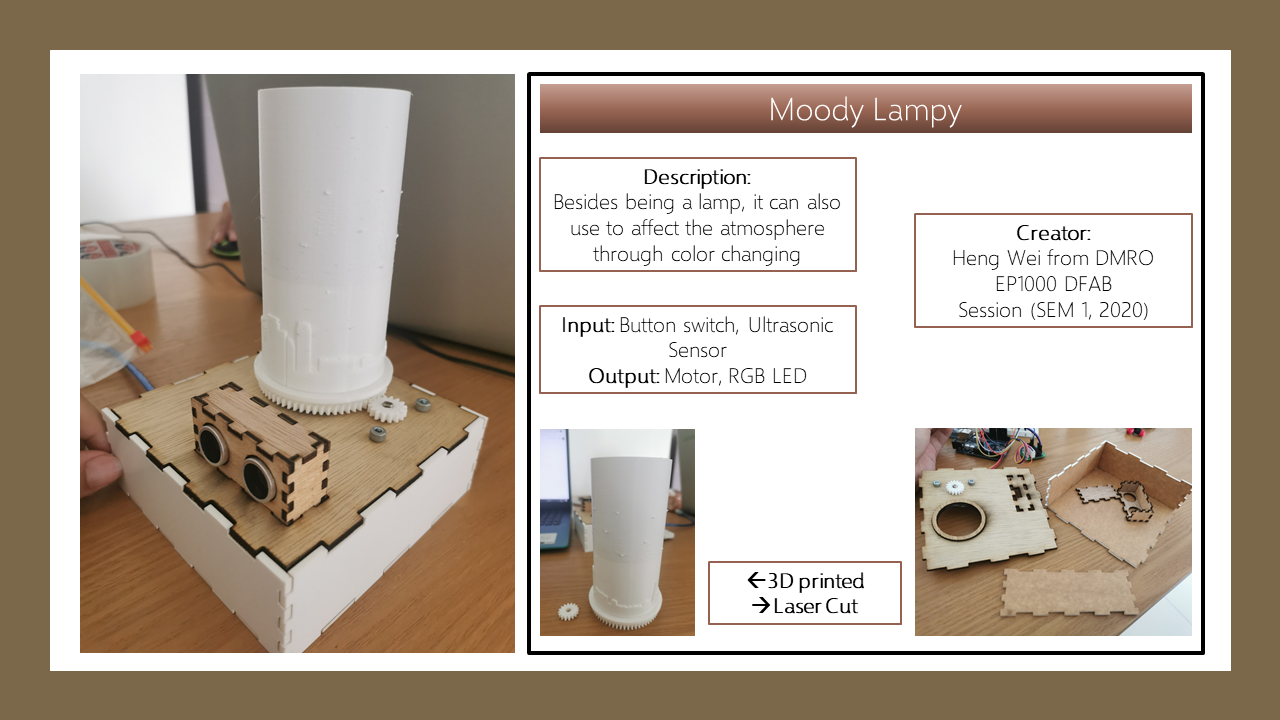 Moody Lampy
Description:
Besides being a lamp, it can also
use to affect the atmosphere
through color changing
Creator:
Heng Wei from DMRO
EP1000 DFAB
Session (SEM 1, 2020)
Input: Button switch, Ultrasonic
Sensor
Output: Motor, RGB LED
←3D printed
→Laser Cut